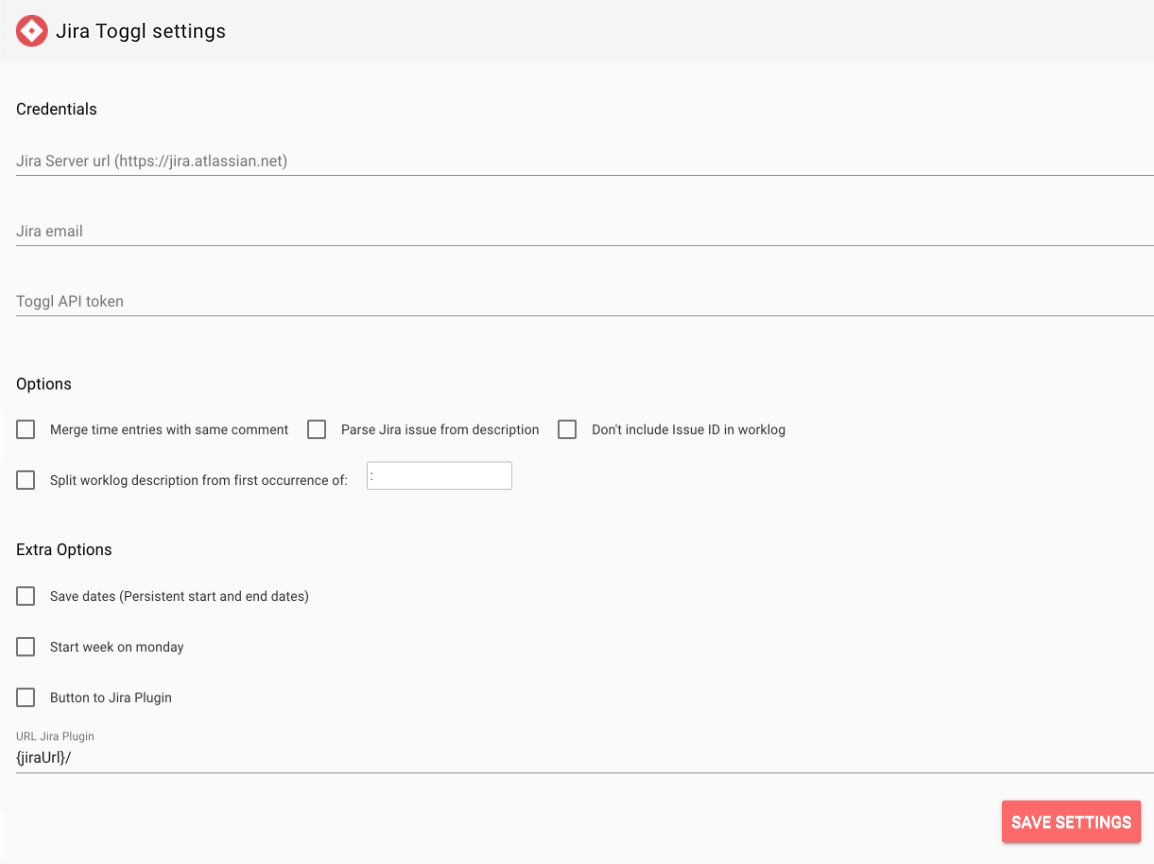 Jira Toggl settings
Credentials
Jira Server url (https://jira.atlassian.net)
Jira email
Toggl API token
Options
Merge time entries with same comment Parse Jira issue from description Don't include Issue ID in worklog
Split worklog description from first occurrence of: :
Extra Options
Save dates (Persistent start and end dates)
Start week on monday
Button to Jira Plugin
URL Jira Plugin
{jiraUrl}/
SAVE SETTINGS